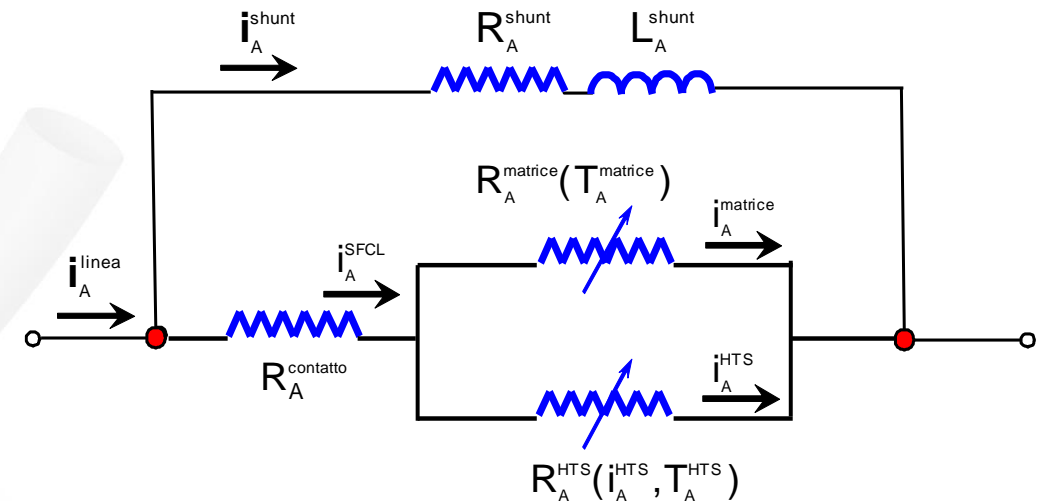 i_A^shunt
R_A^shunt
L_A^shunt
R_A^matrice(T_A^matrice)
i_A^matrice
i_A^SFCL
i_A^linea
R_A^contatto
i_A^HTS
R_A^HTS(i_A^HTS,T_A^HTS)